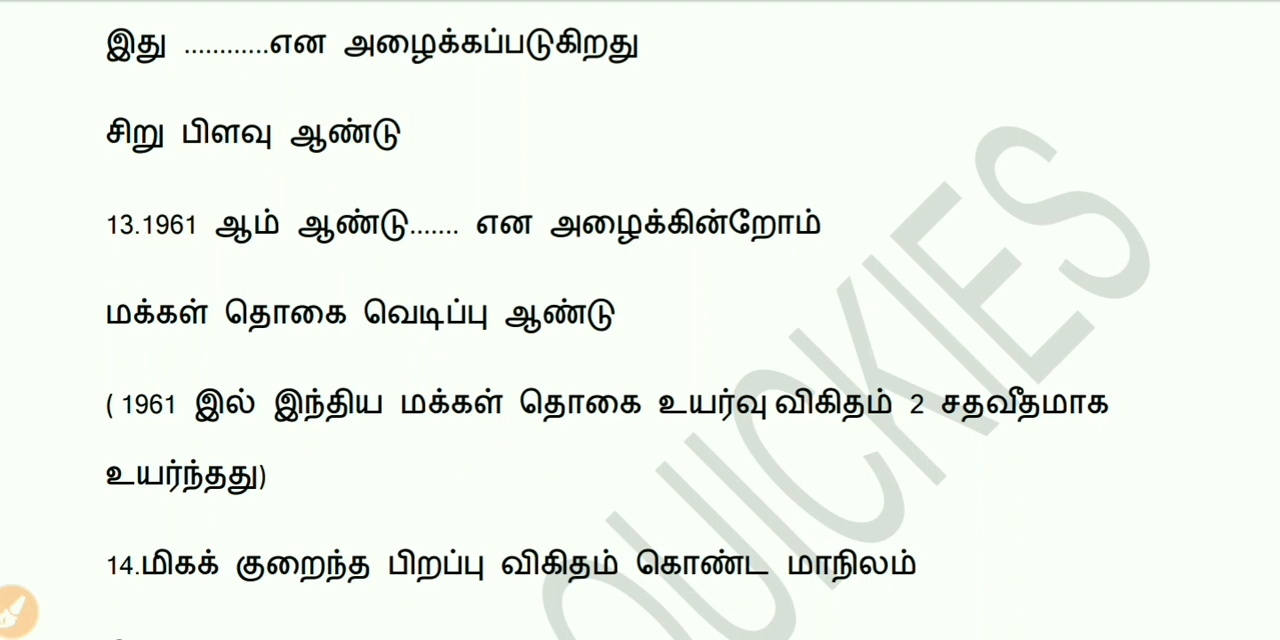 இது ............என அழைக்கப்படுகிறது
சிறு பிளவு ஆண்டு
13.1961 ஆம் ஆண்டு....... என அழைக்கின்றோம்
மக்கள் தொகை வெடிப்பு ஆண்டு
( 1961 இல் இந்திய மக்கள் தொகை உயர்வு விகிதம் 2 சதவீதமாக
உயர்ந்தது)
14.மிகக் குறைந்த பிறப்பு விகிதம் கொண்ட மாநிலம்
QUICKIES